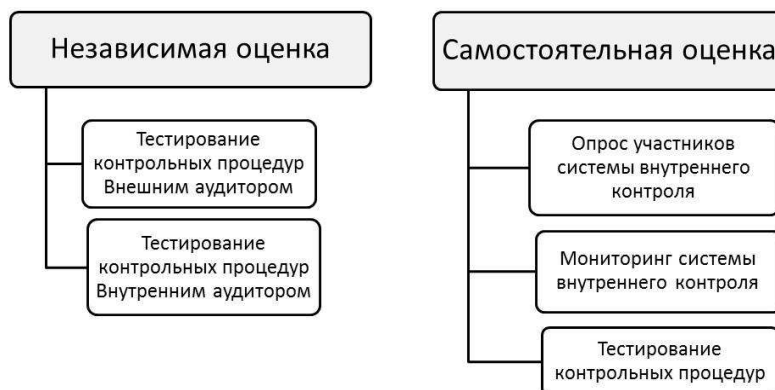 Независимая оценка
Тестирование
контрольных процедур
Внешним аудитором
Тестирование
контрольных процедур
Внутренним аудитором
Самостоятельная оценка
Опрос участников
системы внутреннего
контроля
Мониторинг системы
внутреннего контроля
Тестирование
контрольных процедур